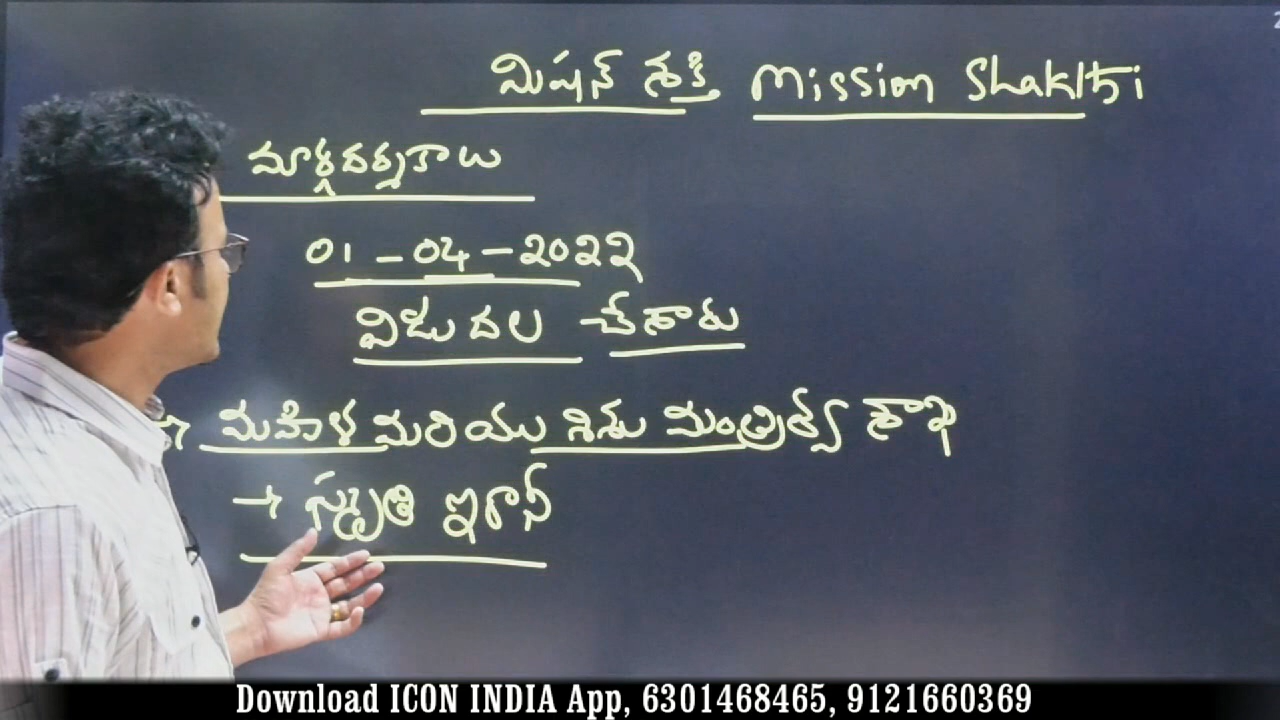 మిషన్ శక్తి Mission Shakthi
మార్గదర్శకాలు
01-04-2022
విడుదల చేసారు
→ మహిళ మరియు శిశు మంత్రిత్వ శాఖ
→ స్మృతి ఇరానీ
Download ICON INDIA App, 6301468465, 9121660369